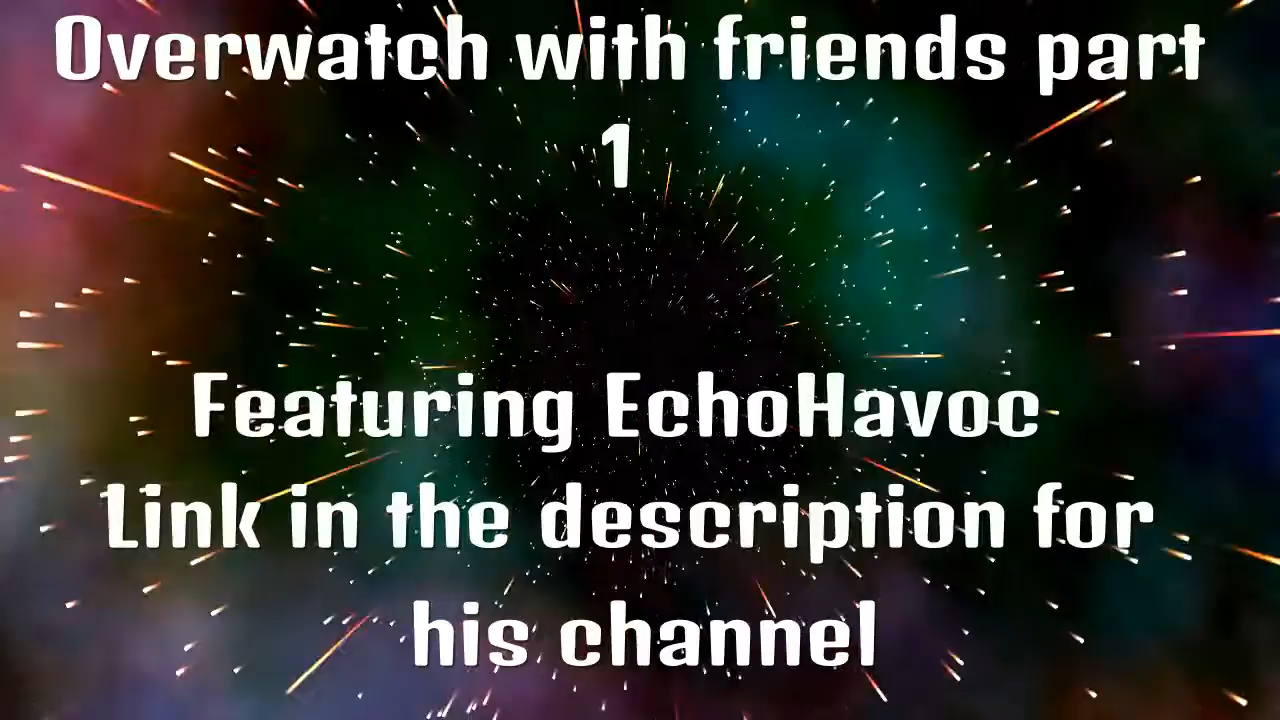 Overwatch with friends part
1
Featuring EchoHavoc
Link in the description for
his channel